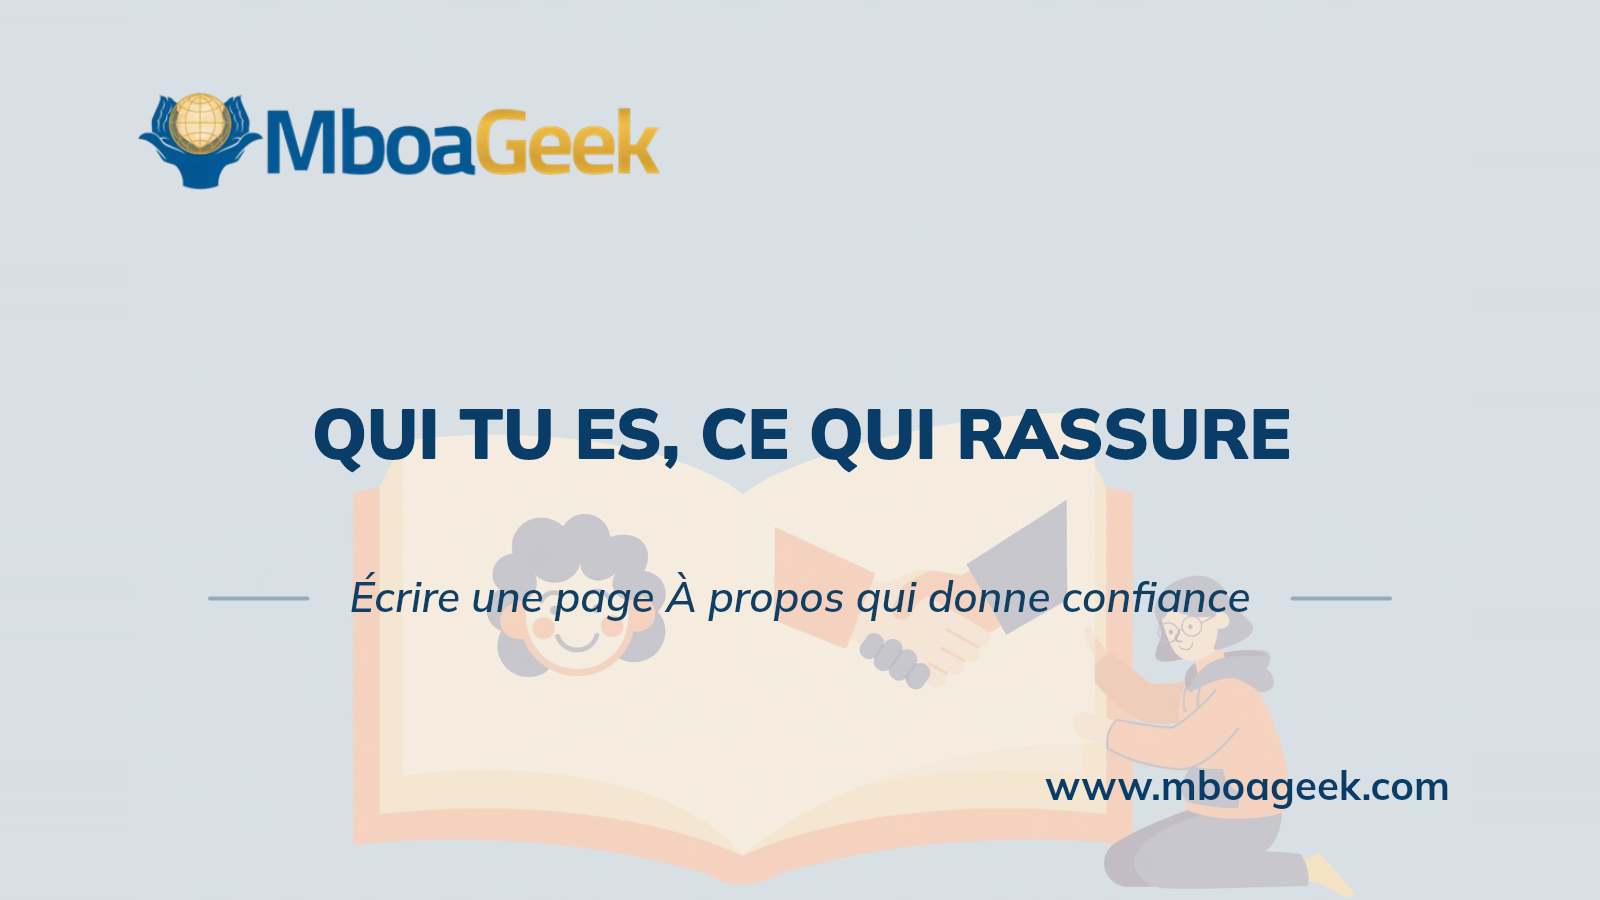 MboaGeek
QUI TU ES, CE QUI RASSURE
Écrire une page À propos qui donne confiance
www.mboageek.com